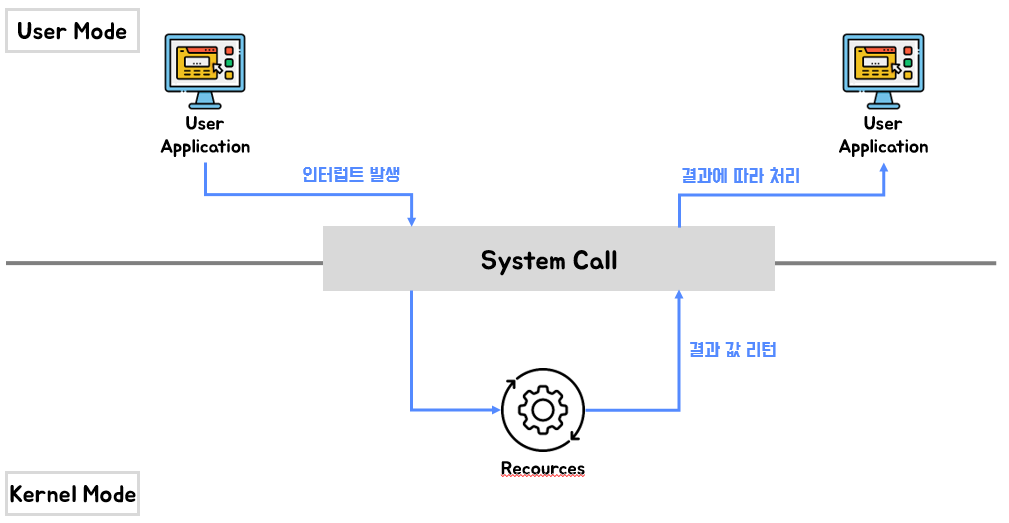 User Mode
User
Application
User
Application
인터럽트 발생
결과에 따라 처리
System Call
결과 값 리턴
Recources
Kernel Mode